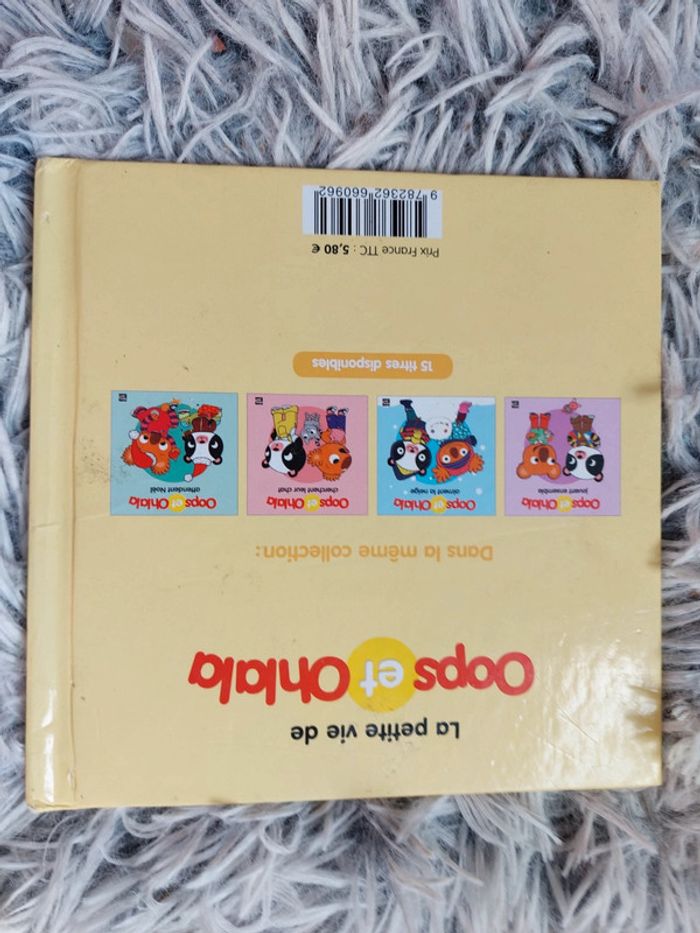 La petite vie de
Oops et Ohlala
Dans la même collection :
Oops et Ohlala
jouent ensemble
Oops et Ohlala
aiment la neige
Oops et Ohlala
cherchent leur chat
Oops et Ohlala
attendent Noël
15 titres disponibles
Prix France TTC : 5,80 €
9 782362 660962